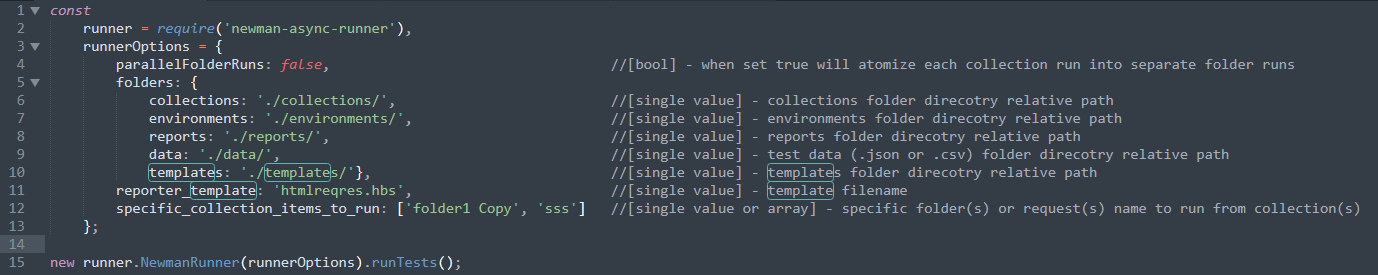 1 const
2 runner = require('newman-async-runner'),
3 runnerOptions = {
4 parallelFolderRuns: false, //[bool] - when set true will atomize each collection run into separate folder runs
5 folders: {
6 collections: './collections/', //[single value] - collections folder direcotry relative path
7 environments: './environments/', //[single value] - environments folder direcotry relative path
8 reports: './reports/', //[single value] - reports folder direcotry relative path
9 data: './data/', //[single value] - test data (.json or .csv) folder direcotry relative path
10 templates: './templates/'}, //[single value] - templates folder direcotry relative path
11 reporter_template: 'htmlreqres.hbs', //[single value] - template filename
12 specific_collection_items_to_run: ['folder1 Copy', 'sss'] //[single value or array] - specific folder(s) or request(s) name to run from collection(s)
13 };
14
15 new runner.NewmanRunner(runnerOptions).runTests();